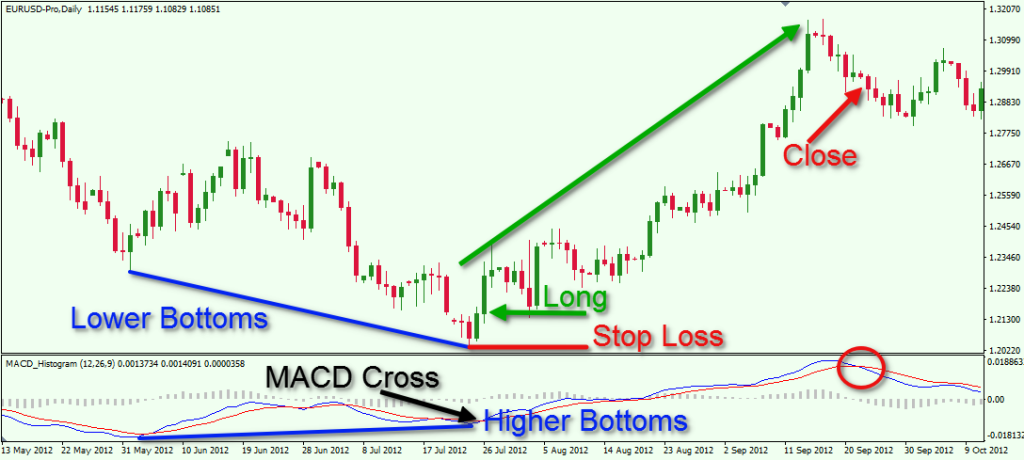 EURUSD-Pro,Daily 1.11545 1.11759 1.10829 1.10851
1.32070
1.30990
1.29910
1.28830
1.27750
1.26670
1.25590
1.24540
1.23460
1.22380
1.21300
1.20220
Close
Long
Lower Bottoms
Stop Loss
MACD_Histogram (12,26,9) 0.0013734 0.0014091 0.0000358
0.018863
MACD Cross
0.00
Higher Bottoms
-0.018132
13 May 2012 22 May 2012 31 May 2012 10 Jun 2012 19 Jun 2012 28 Jun 2012 8 Jul 2012 17 Jul 2012 26 Jul 2012 5 Aug 2012 14 Aug 2012 23 Aug 2012 2 Sep 2012 11 Sep 2012 20 Sep 2012 30 Sep 2012 9 Oct 2012